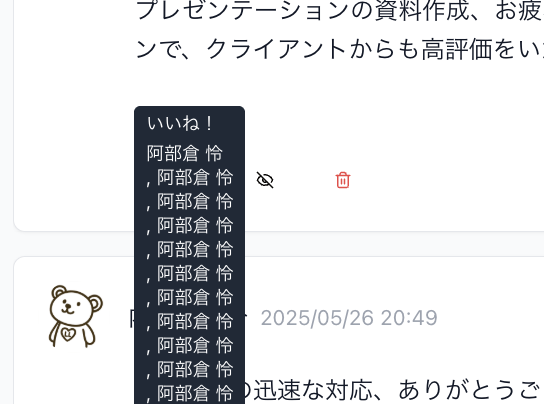 プレゼンテーションの資料作成、お疲
ンで、クライアントからも高評価をい
いいね！
阿部倉 怜
, 阿部倉 怜
, 阿部倉 怜
, 阿部倉 怜
, 阿部倉 怜
, 阿部倉 怜
, 阿部倉 怜
, 阿部倉 怜
, 阿部倉 怜
, 阿部倉 怜
, 阿部倉 怜
2025/05/26 20:49
の迅速な対応、ありがとうご